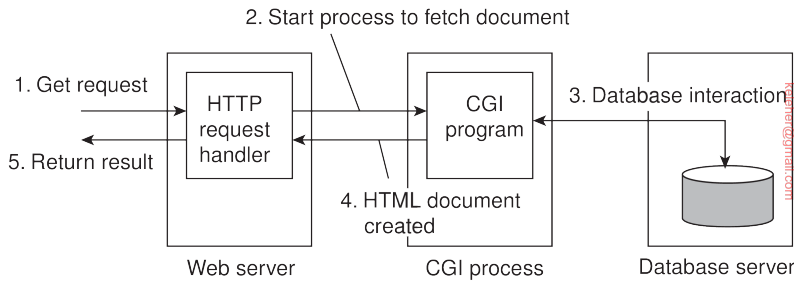 2. Start process to fetch document
1. Get request
HTTP
request
handler
CGI
program
3. Database interaction
5. Return result
4. HTML document
created
Web server
CGI process
Database server